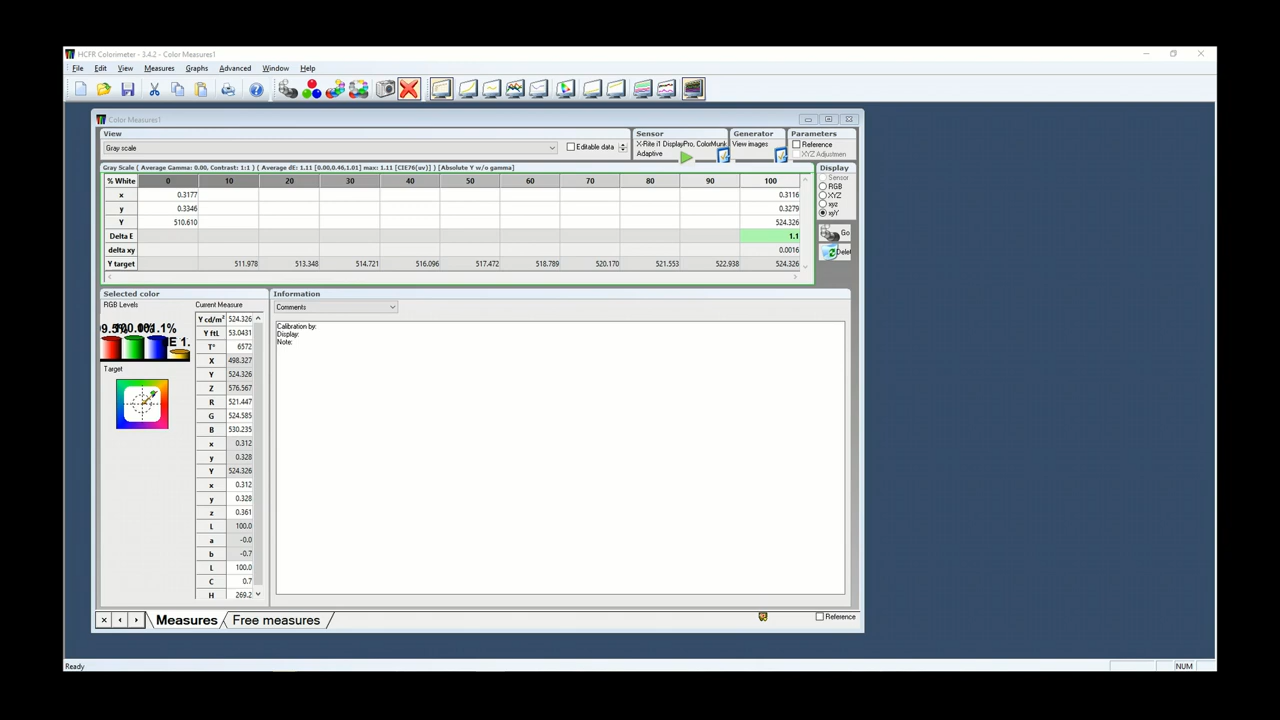 HCFR Colorimeter - 3.4.2 - Color Measures1
File Edit View Measures Graphs Advanced Window Help
Color Measures1
View
Gray scale
Editable data
Sensor
X-Rite i1 DisplayPro, ColorMunk
Adaptive
Generator
View images
Parameters
Reference
XYZ Adjustmen
Gray Scale ( Average Gamma: 0.00, Contrast: 1:1 ) ( Average dE: 1.11 [0.00,0.46,1.01] max: 1.11 [CIE76(uv)] ) [Absolute Y w/o gamma]
Display
Sensor
RGB
XYZ
xyz
xyY
Go
Delet
% White 0 10 20 30 40 50 60 70 80 90 100
x 0.3177 0.3116
y 0.3346 0.3279
Y 510.610 524.326
Delta E 1.1
delta xy 0.0016
Y target 511.978 513.348 514.721 516.096 517.472 518.789 520.170 521.553 522.938 524.326
Selected color
RGB Levels
Target
Current Measure
Y cd/m² 524.326
Y ftL 53.0431
T° 6572
X 498.327
Y 524.326
Z 576.567
R 521.447
G 524.585
B 530.235
x 0.312
y 0.328
Y 524.326
x 0.312
y 0.328
z 0.361
L 100.0
a -0.0
b -0.7
L 100.0
C 0.7
H 269.2
Information
Comments
Calibration by:
Display:
Note:
Measures Free measures
Reference
Ready
NUM